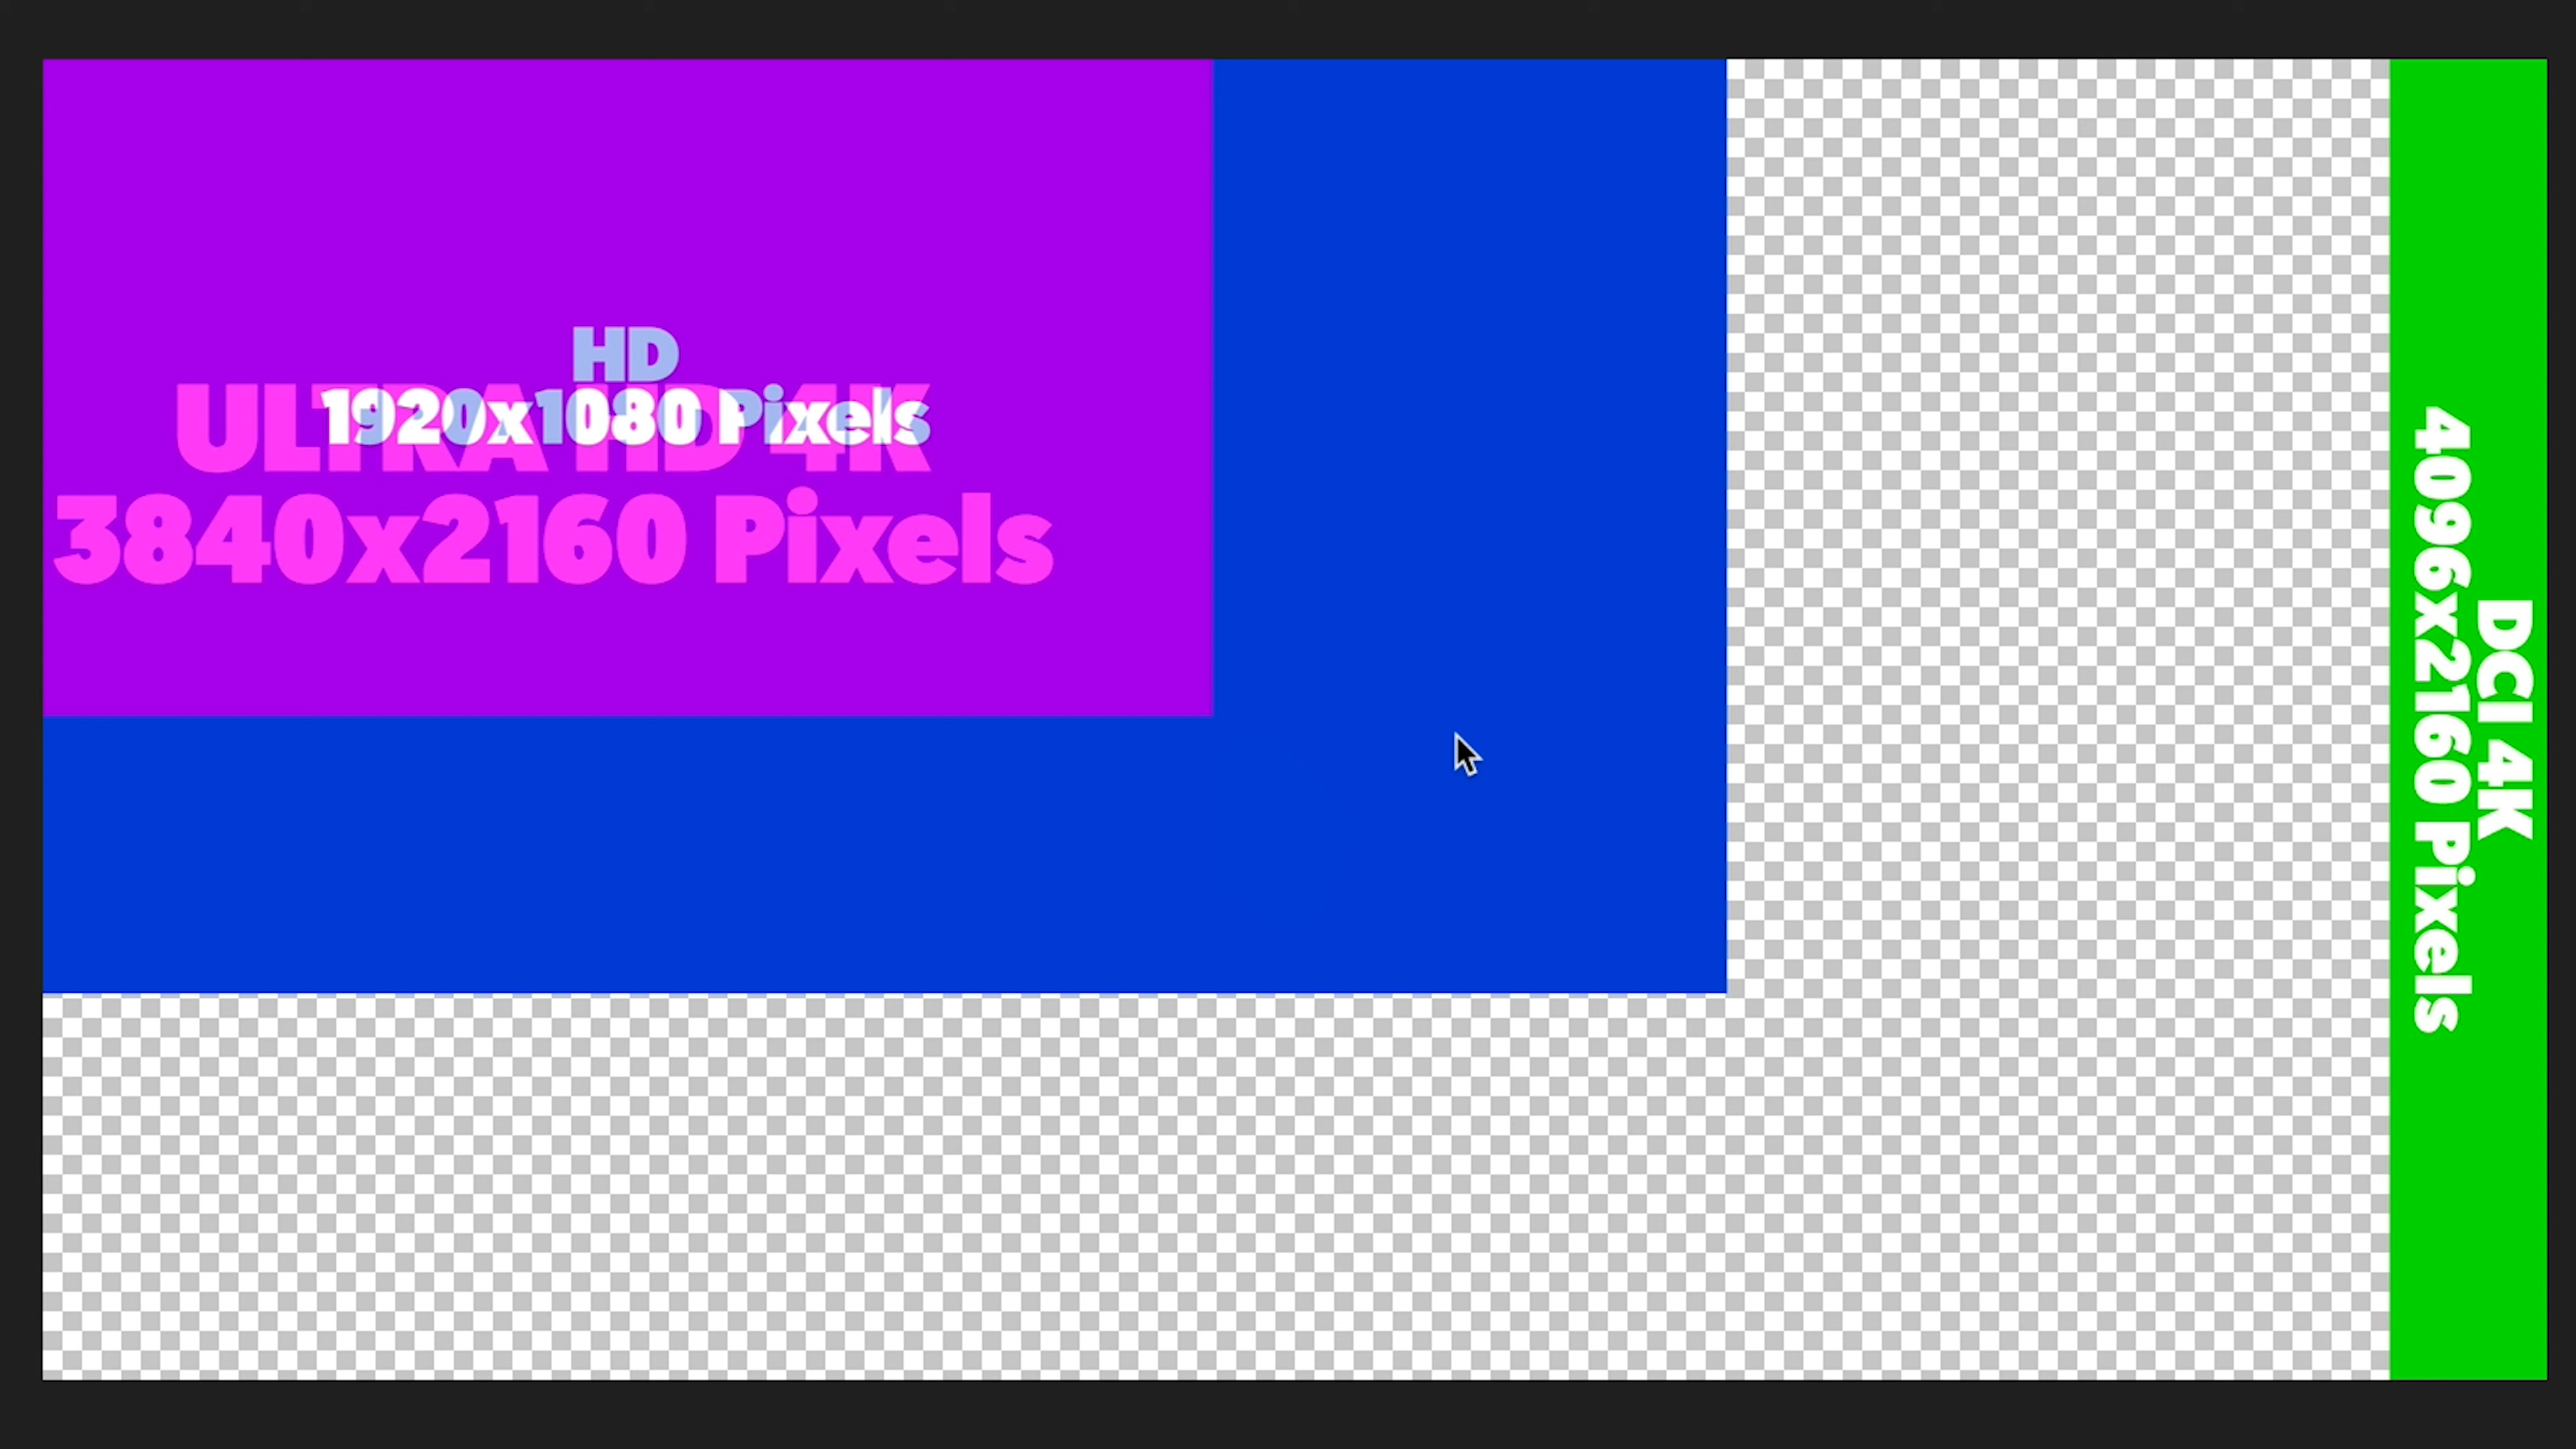 HD
1920x1080 Pixels
ULTRA HD 4K
3840x2160 Pixels
DCI 4K
4096x2160 Pixels